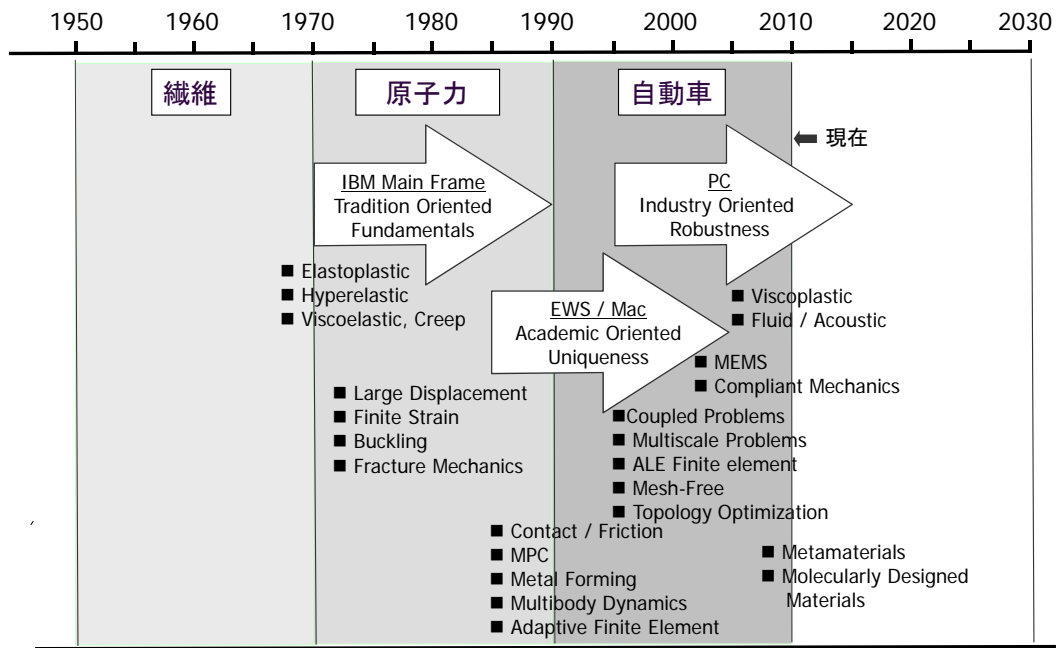 1950 1960 1970 1980 1990 2000 2010 2020 2030
繊維 原子力 自動車
現在
IBM Main Frame
Tradition Oriented
Fundamentals
PC
Industry Oriented
Robustness
■ Elastoplastic
■ Hyperelastic
■ Viscoelastic, Creep
EWS / Mac
Academic Oriented
Uniqueness
■ Viscoplastic
■ Fluid / Acoustic
■ MEMS
■ Compliant Mechanics
■ Large Displacement
■ Finite Strain
■ Buckling
■ Fracture Mechanics
■Coupled Problems
■ Multiscale Problems
■ ALE Finite element
■ Mesh-Free
■ Topology Optimization
■ Contact / Friction
■ MPC
■ Metal Forming
■ Multibody Dynamics
■ Adaptive Finite Element
■ Metamaterials
■ Molecularly Designed
Materials